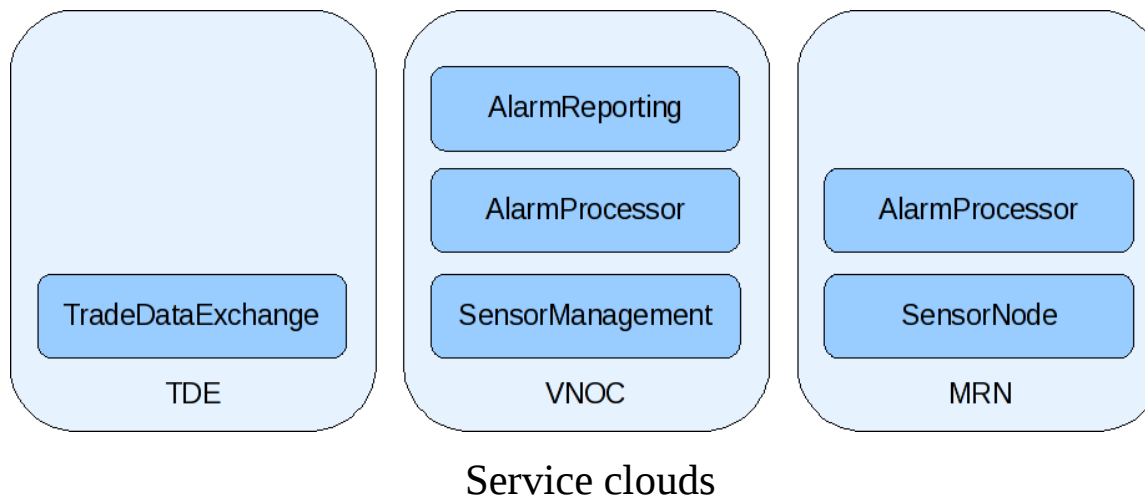 TradeDataExchange
TDE
AlarmReporting
AlarmProcessor
SensorManagement
VNOC
AlarmProcessor
SensorNode
MRN
Service clouds